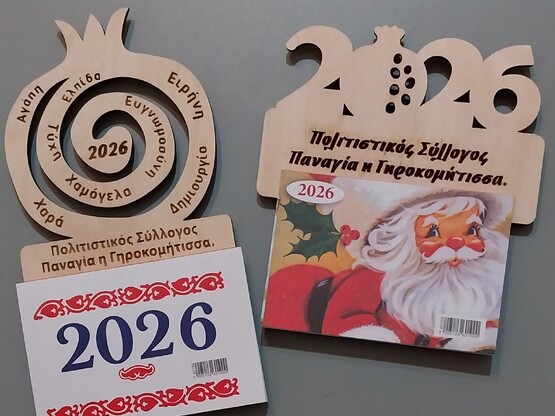 Αγάπη
Ελπίδα
Ειρήνη
Τύχη
Ευγνωμοσύνη
2026
Χαμόγελα
Χαρά
Δημιουργία
Πολιτιστικός Σύλλογος
Παναγία η Γηροκομήτισσα.
2026
2026
Πολιτιστικός Σύλλογος
Παναγία η Γηροκομήτισσα.
2026